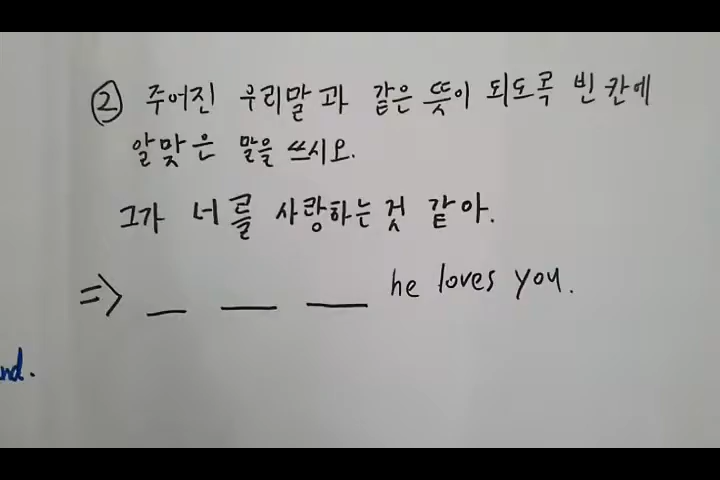 ② 주어진 우리말과 같은 뜻이 되도록 빈 칸에
알맞은 말을 쓰시오.
그가 너를 사랑하는 것 같아.
⇒ _ _ _ he loves you.
nd.